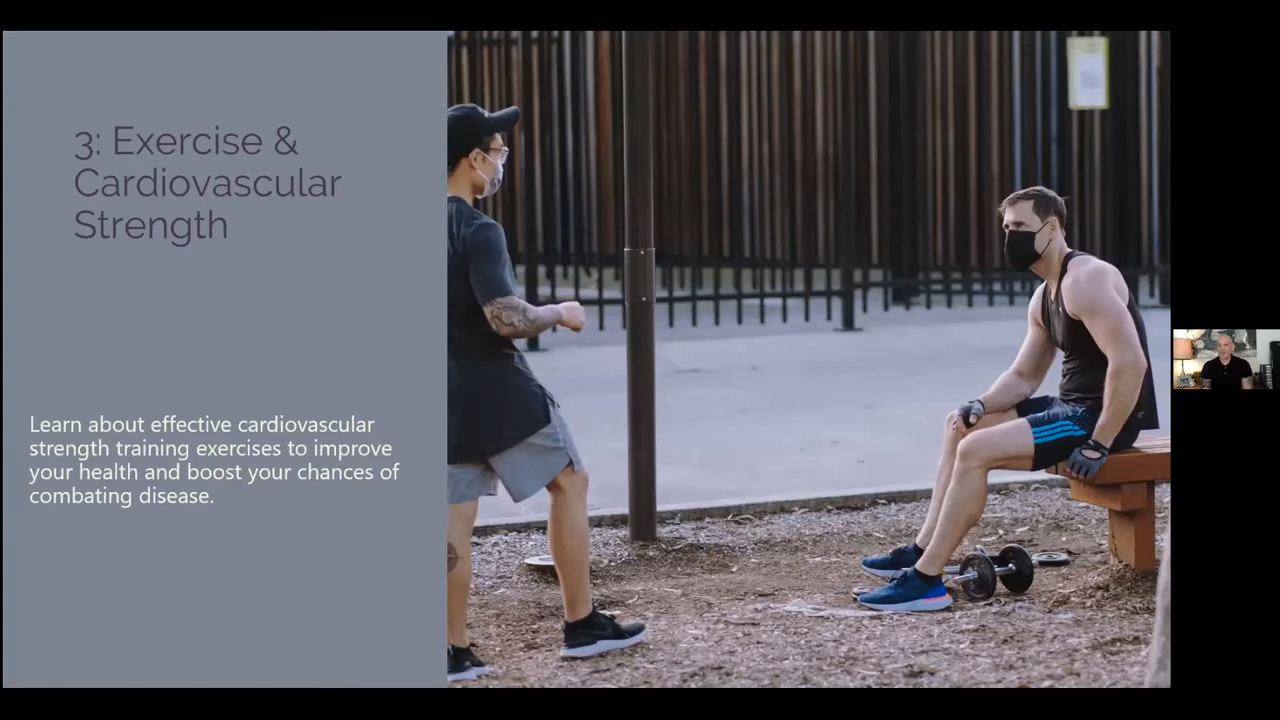 3: Exercise &
Cardiovascular
Strength
Learn about effective cardiovascular
strength training exercises to improve
your health and boost your chances of
combating disease.